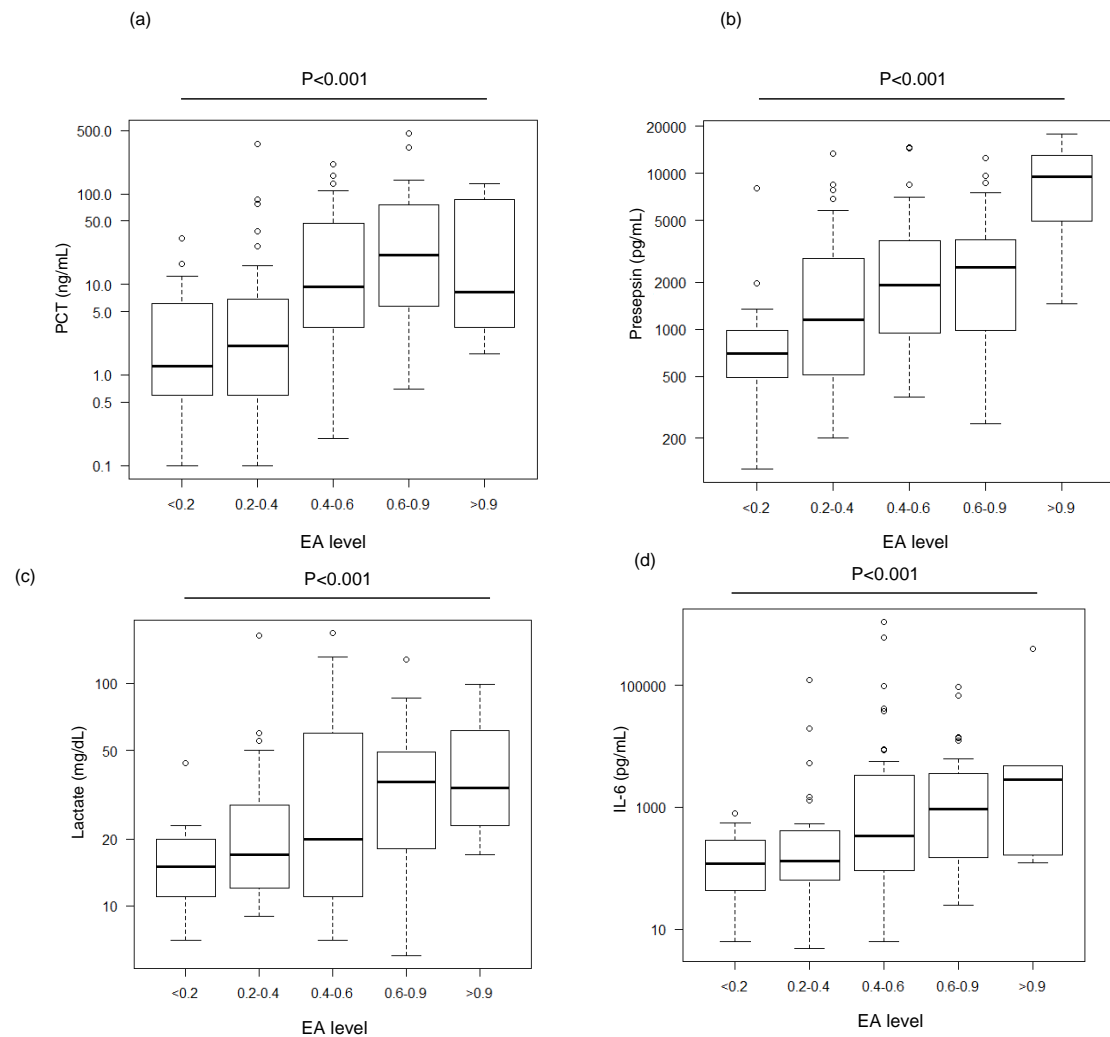 (a)
P<0.001
PCT (ng/mL)
500.0
100.0
50.0
10.0
5.0
1.0
0.5
0.1
<0.2 0.2-0.4 0.4-0.6 0.6-0.9 >0.9
EA level
(b)
P<0.001
Presepsin (pg/mL)
20000
10000
5000
2000
1000
500
200
<0.2 0.2-0.4 0.4-0.6 0.6-0.9 >0.9
EA level
(c)
P<0.001
Lactate (mg/dL)
100
50
20
10
<0.2 0.2-0.4 0.4-0.6 0.6-0.9 >0.9
EA level
(d)
P<0.001
IL-6 (pg/mL)
100000
1000
10
<0.2 0.2-0.4 0.4-0.6 0.6-0.9 >0.9
EA level